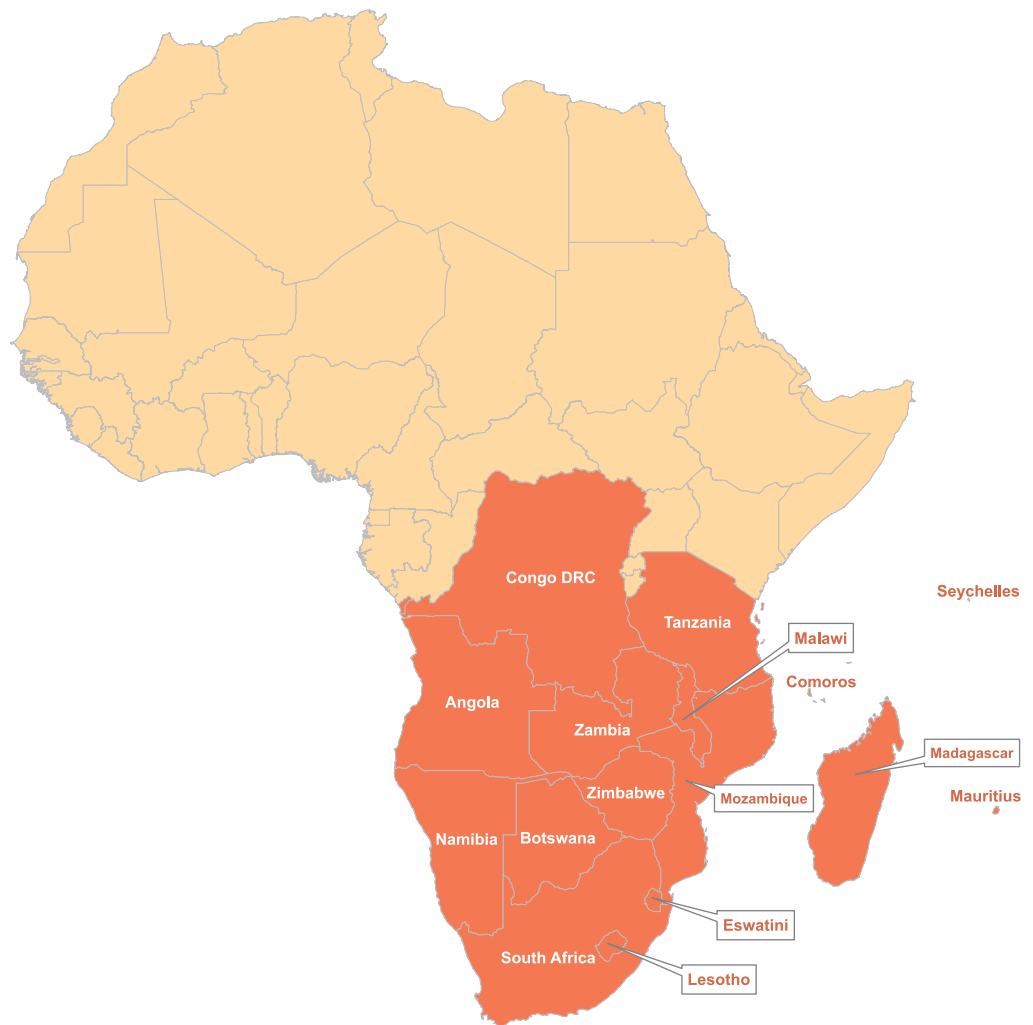 Congo DRC
Seychelles
Tanzania
Malawi
Comoros
Angola
Zambia
Madagascar
Zimbabwe
Mozambique
Mauritius
Namibia
Botswana
Eswatini
South Africa
Lesotho